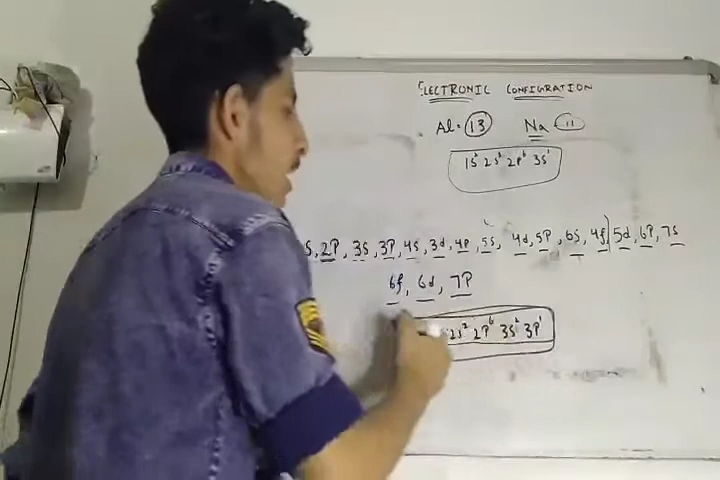 ELECTRONIC CONFIGRATION
Al = 13 Na = 11
1s² 2s² 2p⁶ 3s¹
s, 2p, 3s, 3p, 4s, 3d, 4p, 5s, 4d, 5p, 6s, 4f, 5d, 6p, 7s
6f, 6d, 7p
2s² 2p⁶ 3s² 3p¹